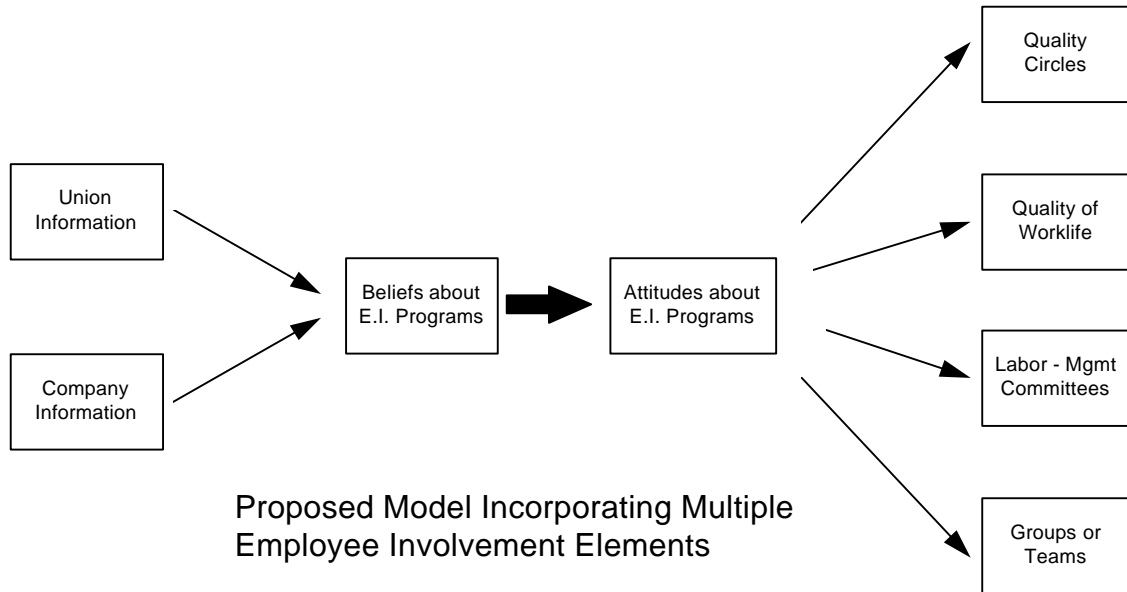 Quality
Circles
Union
Information
Quality of
Worklife
Beliefs about
E.I. Programs
Attitudes about
E.I. Programs
Company
Information
Labor - Mgmt
Committees
Proposed Model Incorporating Multiple
Employee Involvement Elements
Groups or
Teams